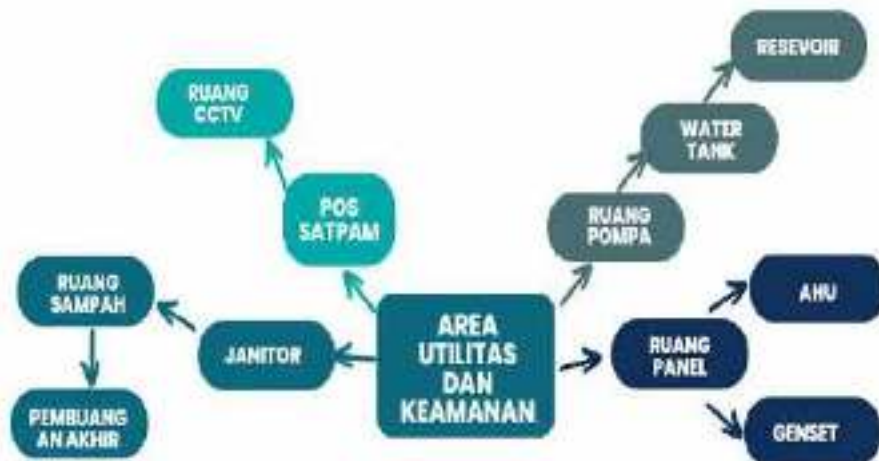 RESEVOIR
RUANG
CCTV
WATER
TANK
POS
SATPAM
RUANG
POMPA
RUANG
SAMPAH
AHU
AREA
UTILITAS
DAN
KEAMANAN
JANITOR
RUANG
PANEL
PEMBUANG
AN AKHIR
GENSET